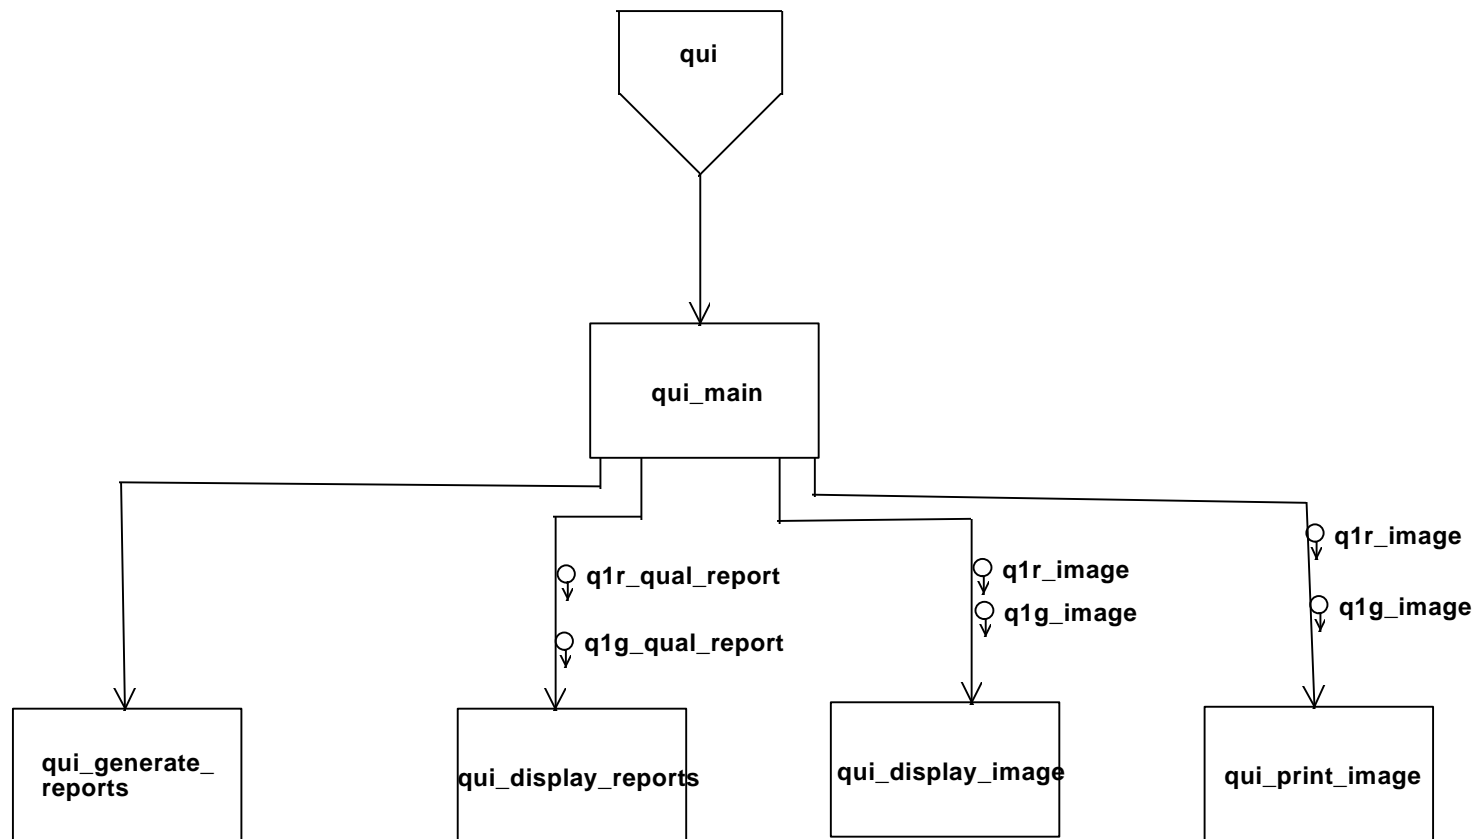 qui
qui_main
q1r_image
q1r_image
q1r_qual_report
q1g_image
q1g_image
q1g_qual_report
qui_generate_
reports
qui_display_reports
qui_display_image
qui_print_image